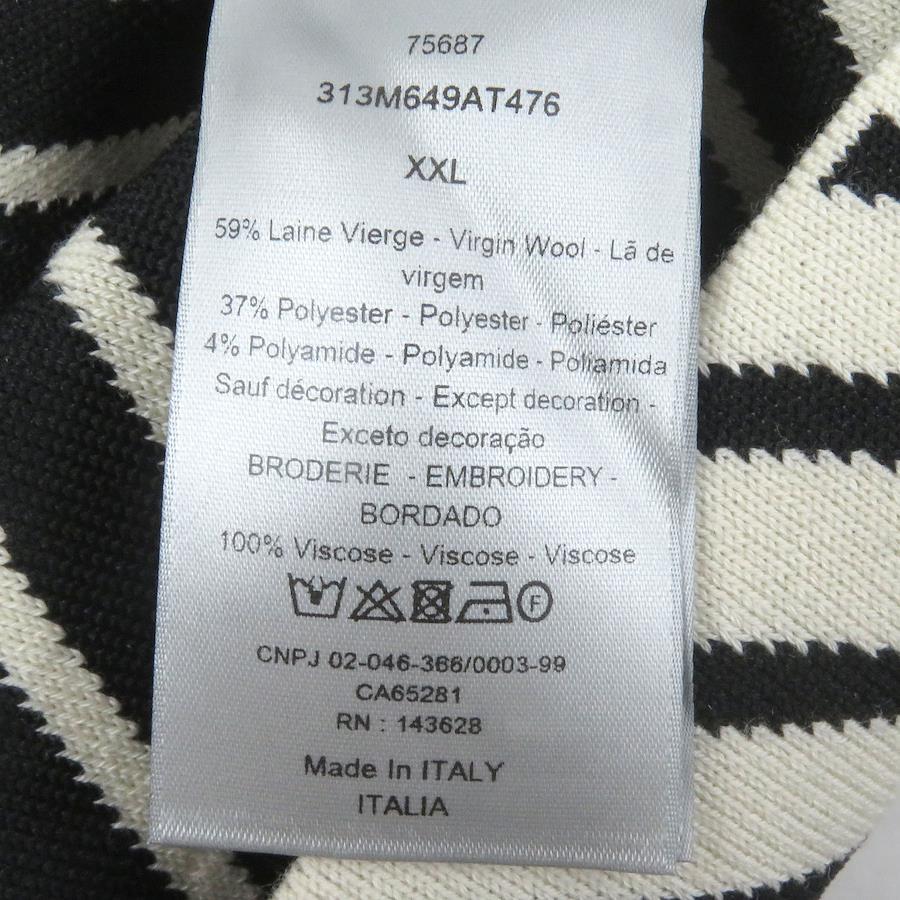 75687
313M649AT476
XXL
59% Laine Vierge - Virgin Wool - Lã de
virgem
37% Polyester - Polyester - Poliéster
4% Polyamide - Polyamide - Poliamida
Sauf décoration - Except decoration -
Exceto decoração
BRODERIE - EMBROIDERY -
BORDADO
100% Viscose - Viscose - Viscose
F
CNPJ 02-046-366/0003-99
CA65281
RN : 143628
Made In ITALY
ITALIA